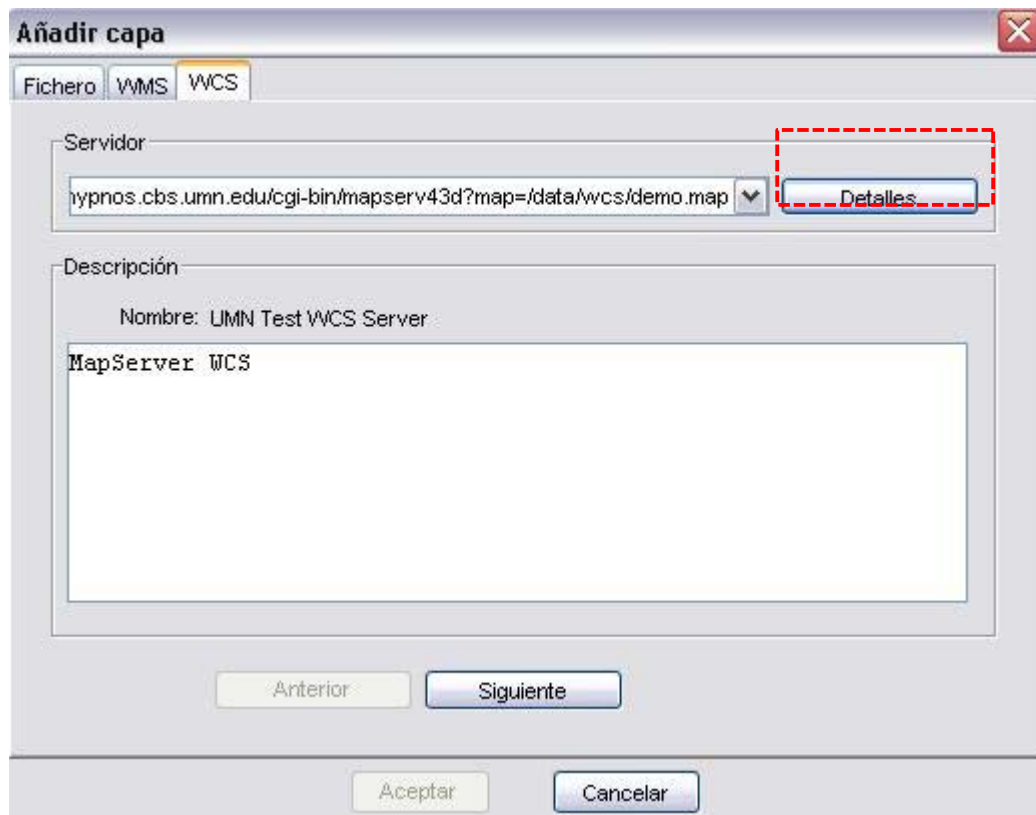 Añadir capa
Fichero WMS WCS
Servidor
hypnos.cbs.umn.edu/cgi-bin/mapserv43d?map=/data/wcs/demo.map Detalles
Descripción
Nombre: UMN Test WCS Server
MapServer WCS
Anterior Siguiente
Aceptar Cancelar